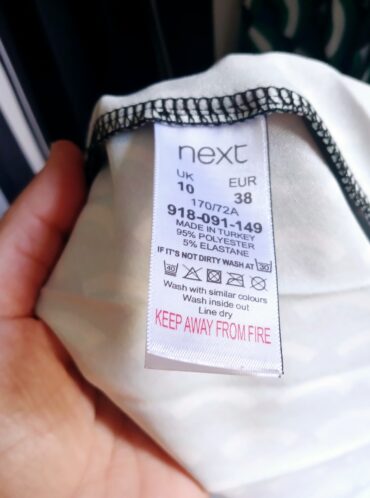 next
UK EUR
10 38
170/72A
918-091-149
MADE IN TURKEY
95% POLYESTER
5% ELASTANE
IF IT'S NOT DIRTY WASH AT 30
Wash with similar colours
Wash inside out
Line dry
KEEP AWAY FROM FIRE